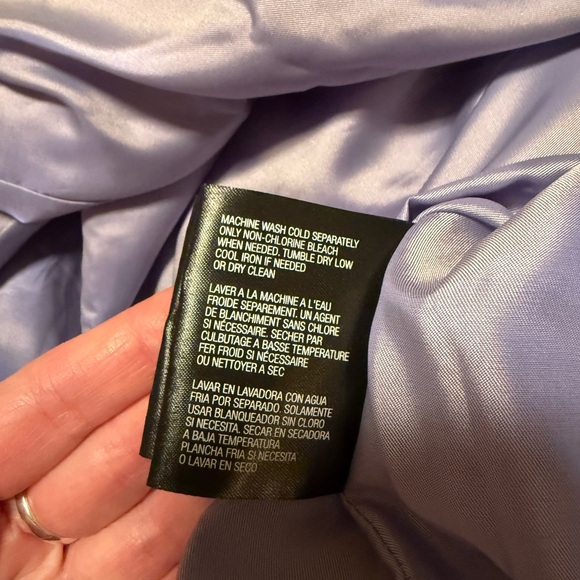 MACHINE WASH COLD SEPARATELY
ONLY NON-CHLORINE BLEACH
WHEN NEEDED. TUMBLE DRY LOW
COOL IRON IF NEEDED
OR DRY CLEAN
LAVER A LA MACHINE A L'EAU
FROIDE SEPAREMENT. UN AGENT
DE BLANCHIMENT SANS CHLORE
SI NÉCESSAIRE. SECHER PAR
CULBUTAGE A BASSE TEMPERATURE
FER FROID SI NÉCESSAIRE
OU NETTOYER A SEC
LAVAR EN LAVADORA CON AGUA
FRIA POR SEPARADO. SOLAMENTE
USAR BLANQUEADOR SIN CLORO
SI NECESITA. SECAR EN SECADORA
A BAJA TEMPERATURA
PLANCHA FRIA SI NECESITA
O LAVAR EN SECO